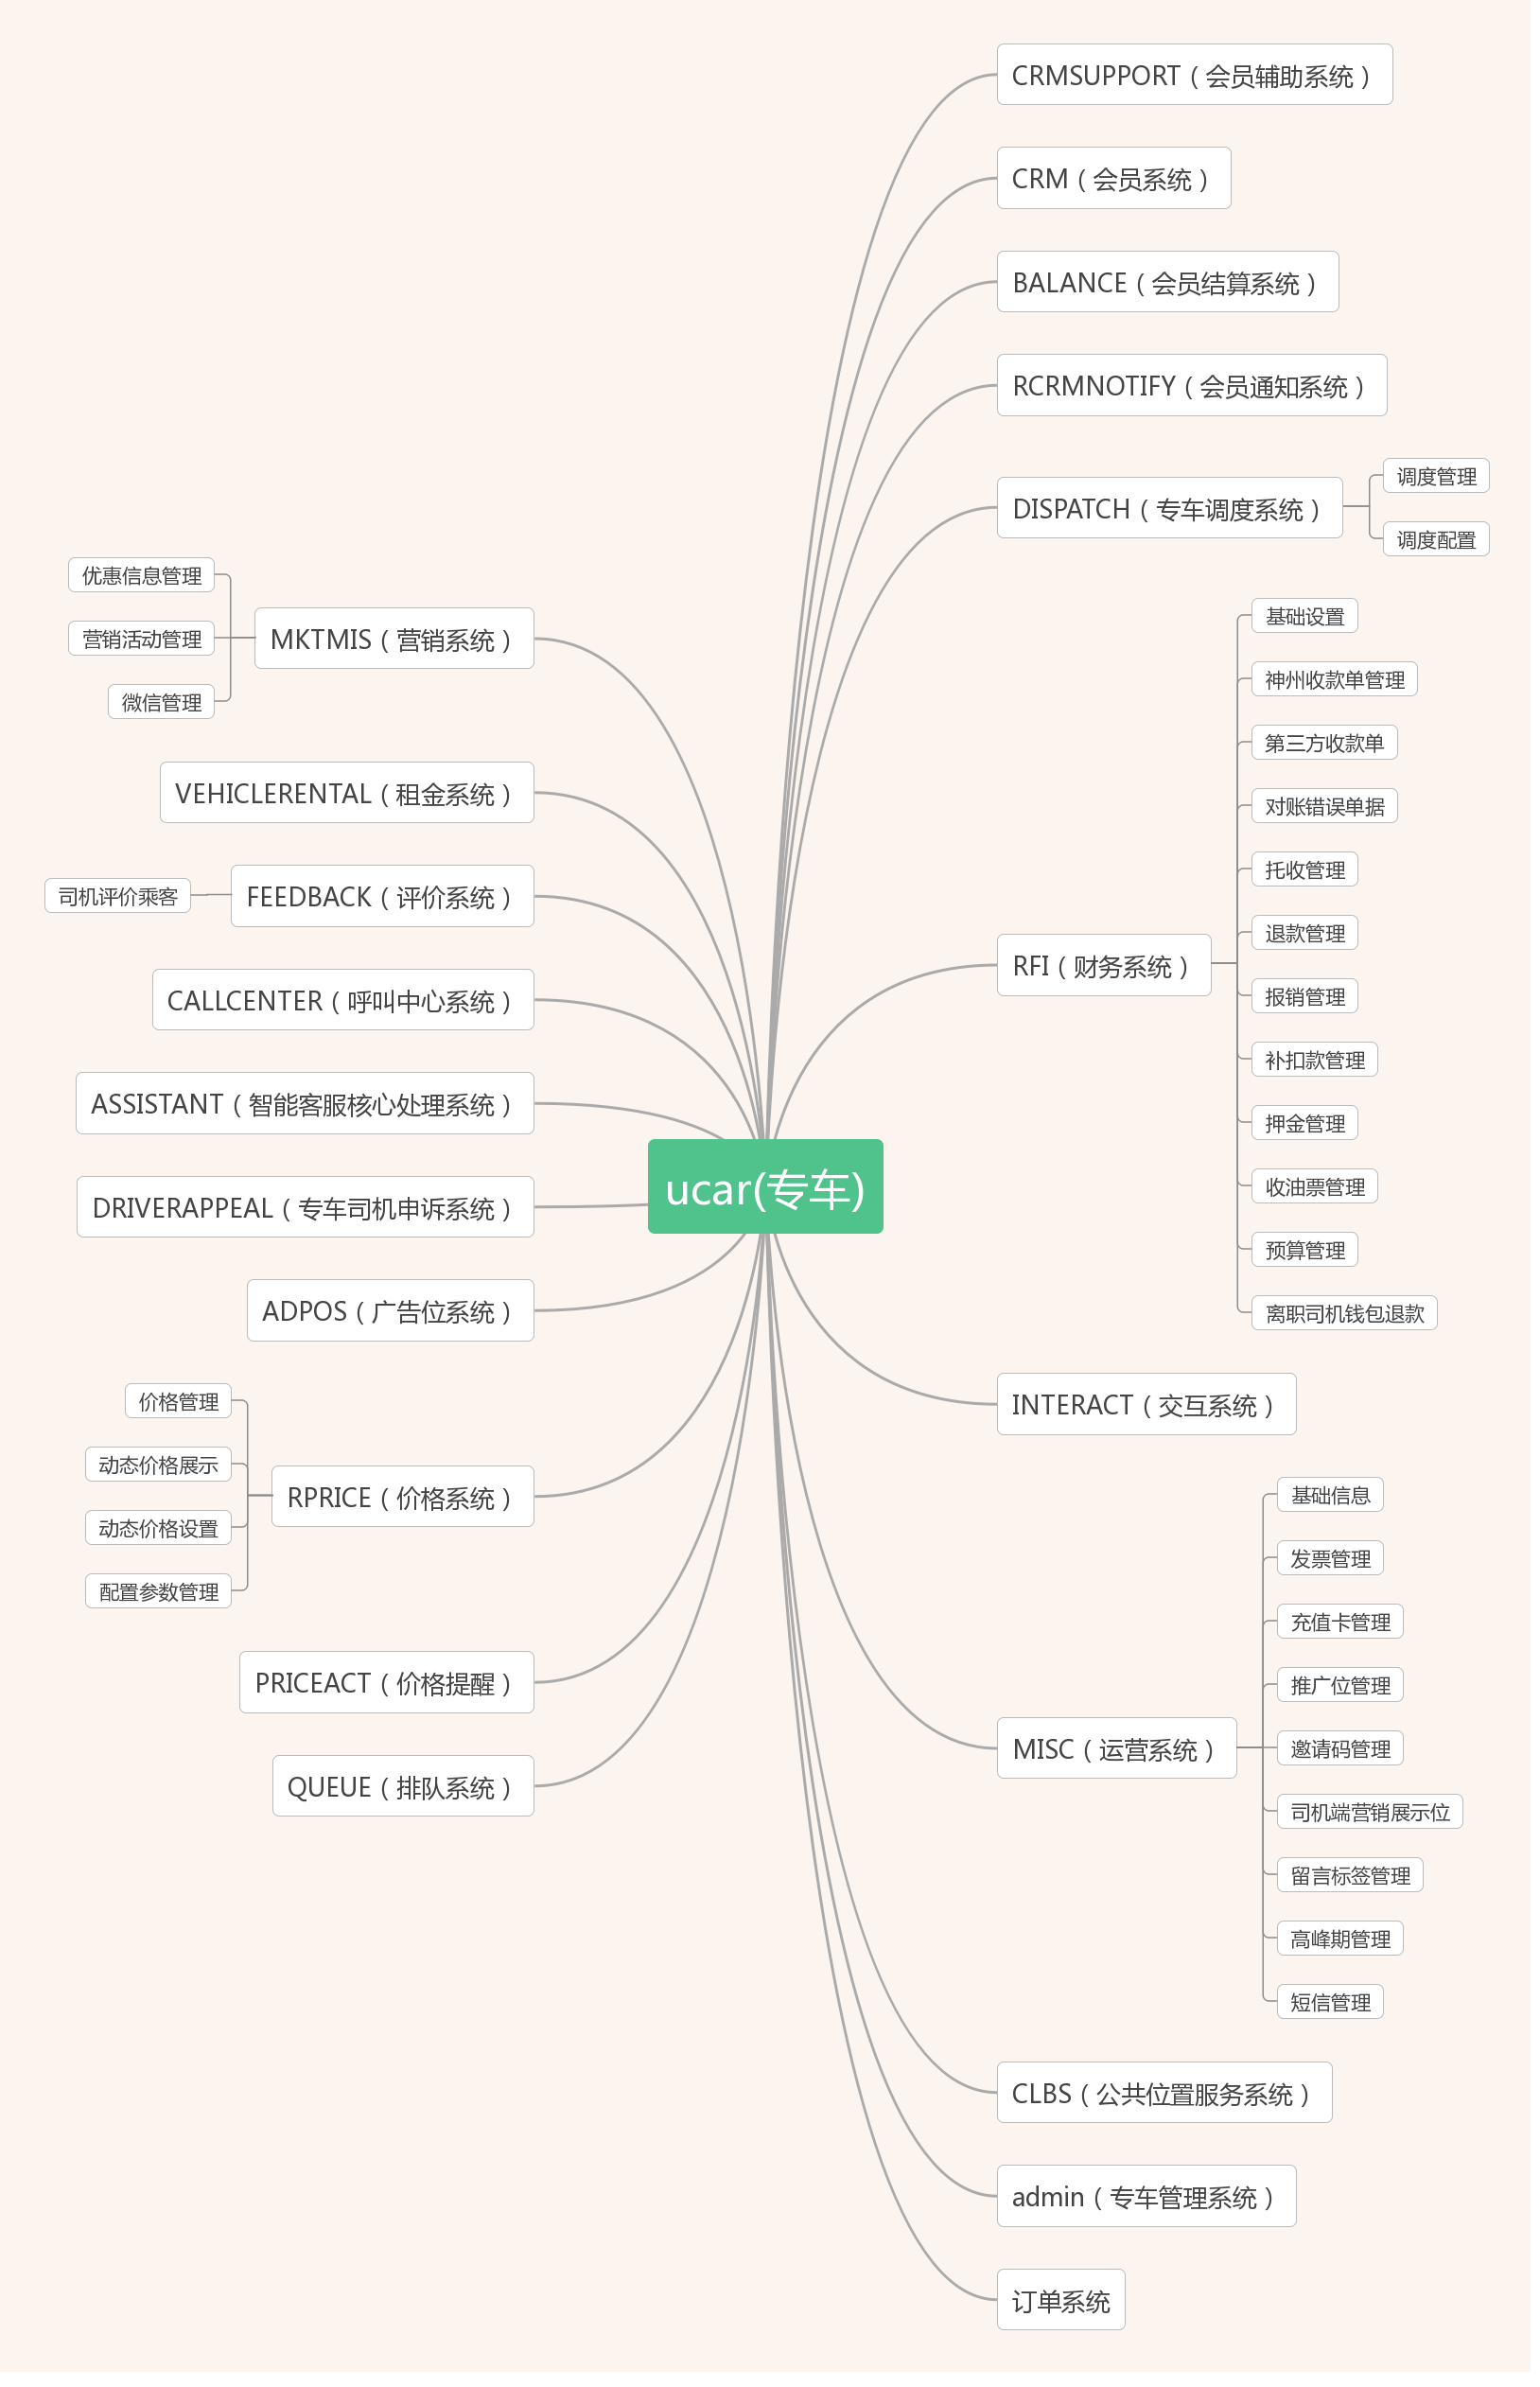 ucar(专车)
CRMSUPPORT（会员辅助系统）
CRM（会员系统）
BALANCE（会员结算系统）
RCRMNOTIFY（会员通知系统）
DISPATCH（专车调度系统）
调度管理
调度配置
RFI（财务系统）
基础设置
神州收款单管理
第三方收款单
对账错误单据
托收管理
退款管理
报销管理
补扣款管理
押金管理
收油票管理
预算管理
离职司机钱包退款
INTERACT（交互系统）
MISC（运营系统）
基础信息
发票管理
充值卡管理
推广位管理
邀请码管理
司机端营销展示位
留言标签管理
高峰期管理
短信管理
CLBS（公共位置服务系统）
admin（专车管理系统）
订单系统
MKTMIS（营销系统）
优惠信息管理
营销活动管理
微信管理
VEHICLERENTAL（租金系统）
FEEDBACK（评价系统）
司机评价乘客
CALLCENTER（呼叫中心系统）
ASSISTANT（智能客服核心处理系统）
DRIVERAPPEAL（专车司机申诉系统）
ADPOS（广告位系统）
RPRICE（价格系统）
价格管理
动态价格展示
动态价格设置
配置参数管理
PRICEACT（价格提醒）
QUEUE（排队系统）